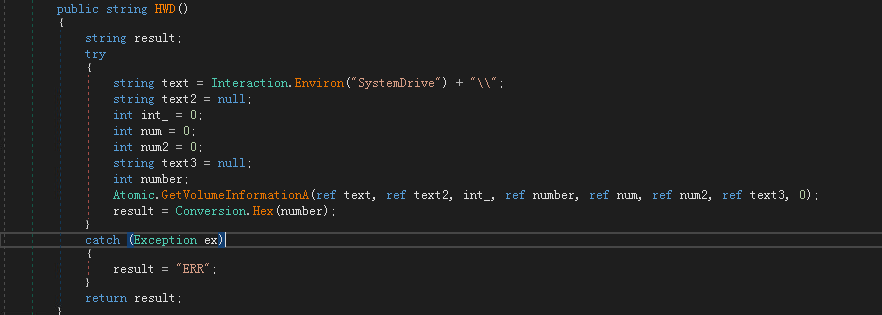 public string HWD()
{
string result;
try
{
string text = Interaction.Environ("SystemDrive") + "\\";
string text2 = null;
int int_ = 0;
int num = 0;
int num2 = 0;
string text3 = null;
int number;
Atomic.GetVolumeInformationA(ref text, ref text2, int_, ref number, ref num, ref num2, ref text3, 0);
result = Conversion.Hex(number);
}
catch (Exception ex)
{
result = "ERR";
}
return result;
}